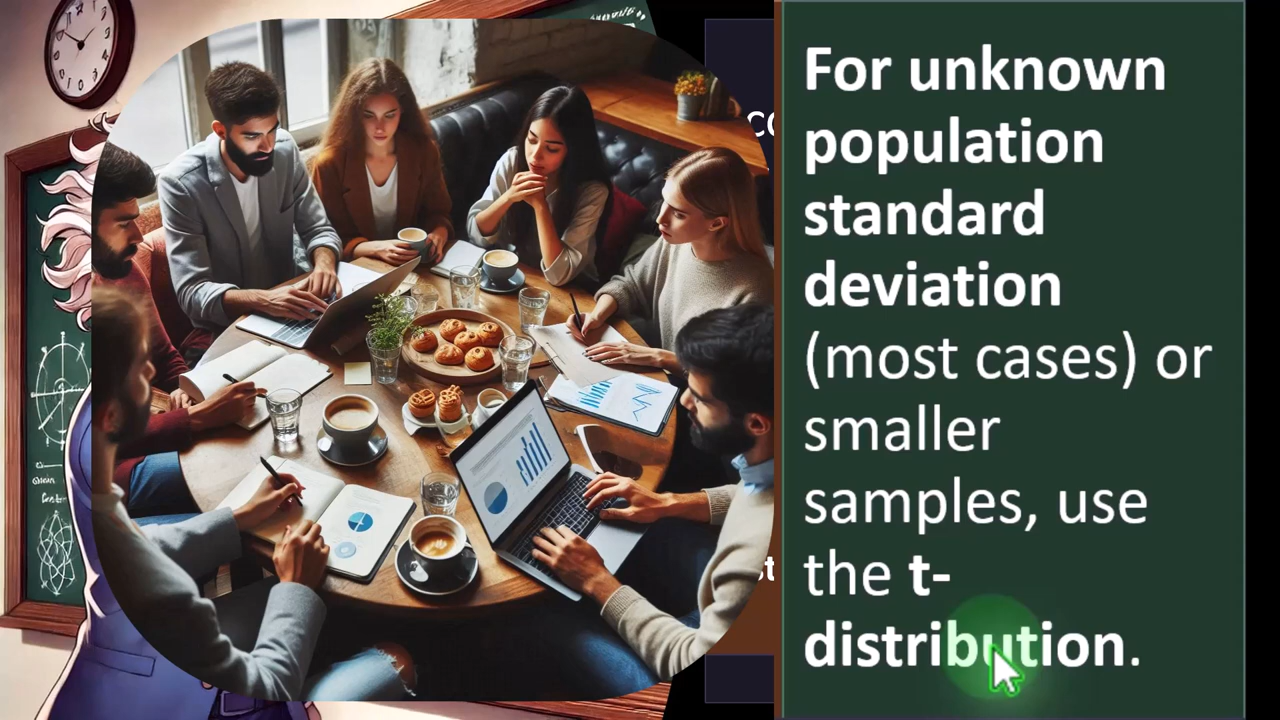 For unknown
population
standard
deviation
(most cases) or
smaller
samples, use
the t-
distribution.